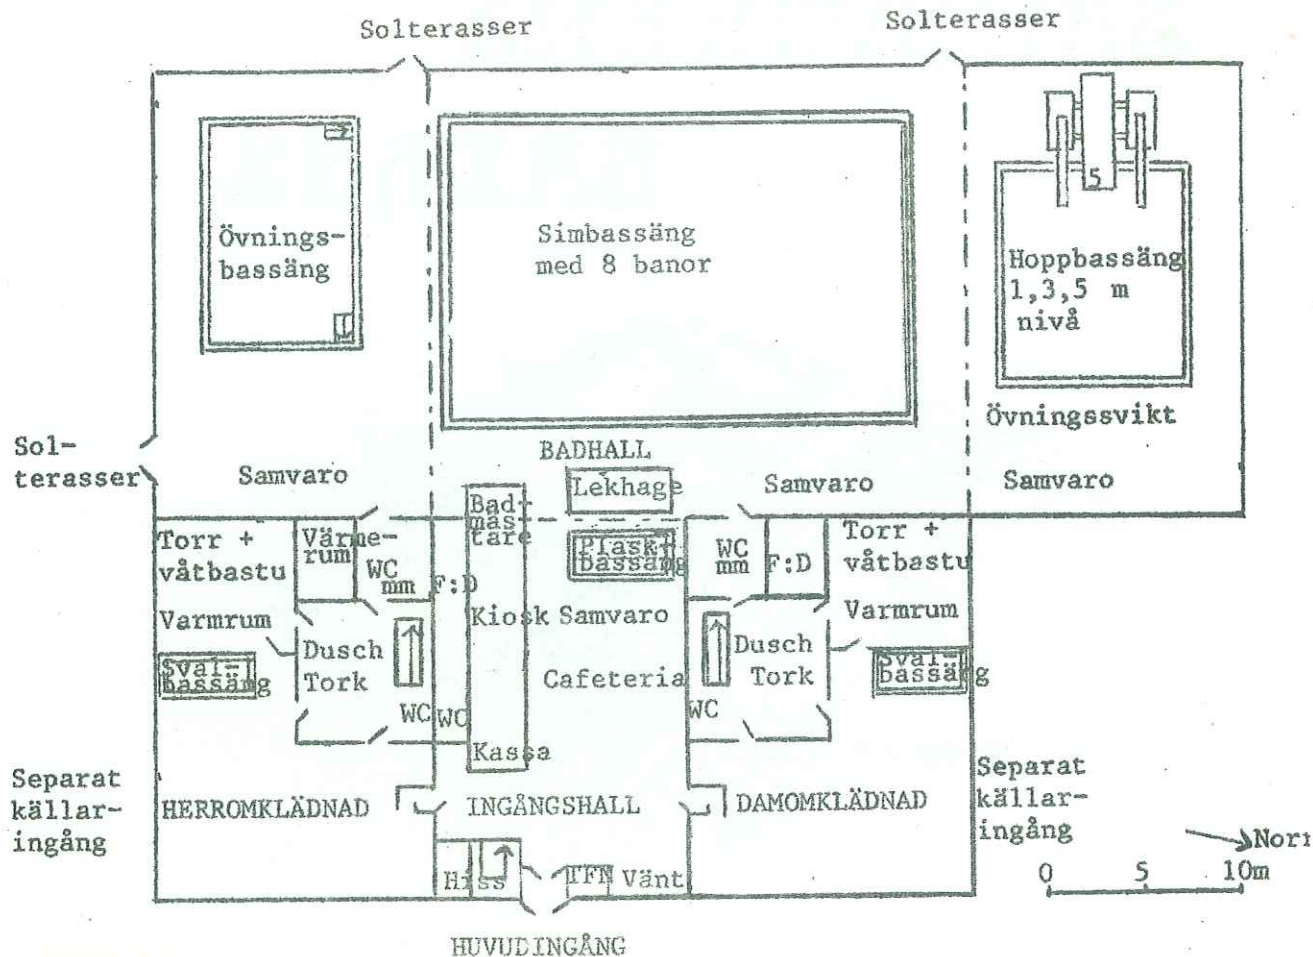 Solterasser
Solterasser
Övnings-
bassäng
Simbassäng
med 8 banor
5
Hoppbassäng
1,3,5 m
nivå
Övningssvikt
Sol-
terasser
Samvaro
BADHALL
Lekhage
Samvaro
Samvaro
Torr +
våtbastu
Värme-
rum
WC
mm
F:D
Bad-
mäs
tare
Plask-
bassäng
WC
mm
F:D
Torr +
våtbastu
Varmrum
Kiosk
Samvaro
Varmrum
Dusch
Tork
Dusch
Tork
Sval-
bassäng
Cafeteria
Sval-
bassäng
WC
WC
WC
Kassa
Separat
källar-
ingång
HERROMKLÄDNAD
INGÅNGSHALL
DAMOMKLÄDNAD
Separat
källar-
ingång
Hiss
TFN
Vänt
Norr
0 5 10m
HUVUDINGÅNG